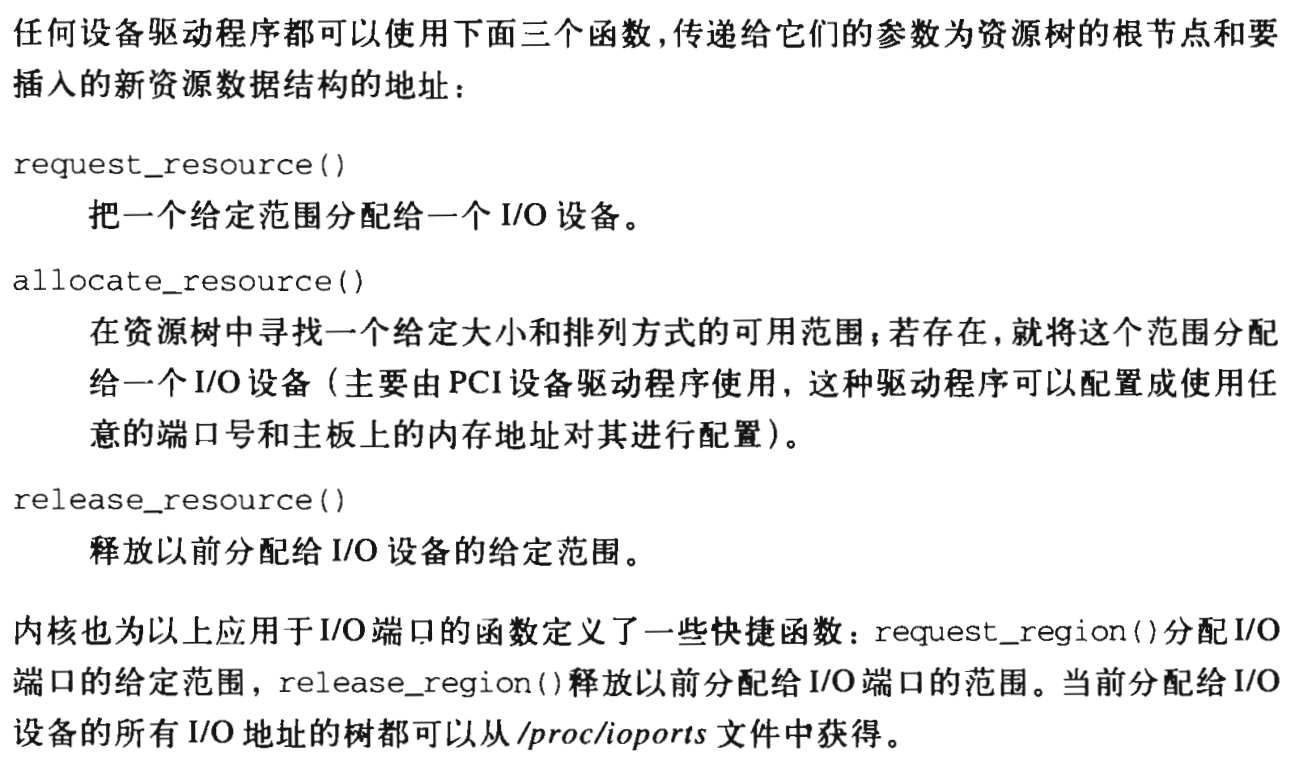 任何设备驱动程序都可以使用下面三个函数,传递给它们的参数为资源树的根节点和要
插入的新资源数据结构的地址:
request_resource()
把一个给定范围分配给一个 I/O 设备。
allocate_resource()
在资源树中寻找一个给定大小和排列方式的可用范围;若存在,就将这个范围分配
给一个I/O设备(主要由PCI设备驱动程序使用,这种驱动程序可以配置成使用任
意的端口号和主板上的内存地址对其进行配置)。
release_resource()
释放以前分配给 I/O 设备的给定范围。
内核也为以上应用于I/O端口的函数定义了一些快捷函数:request_region()分配I/O
端口的给定范围,release_region()释放以前分配给I/O端口的范围。当前分配给I/O
设备的所有 I/O 地址的树都可以从 /proc/ioports 文件中获得。